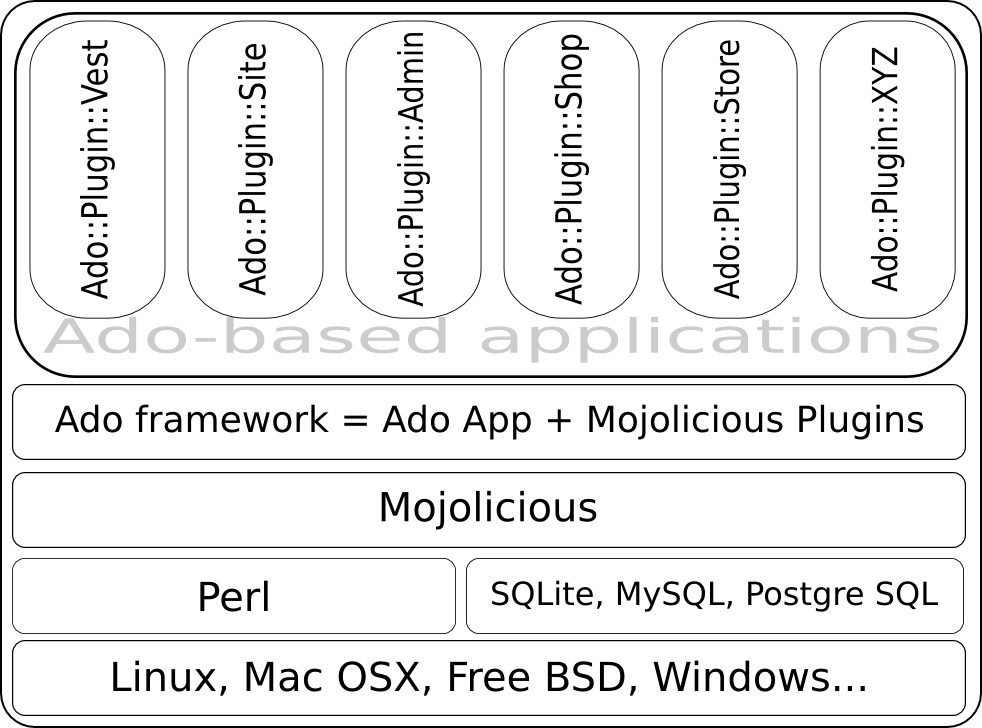 Ado::Plugin::Vest
Ado::Plugin::Site
Ado::Plugin::Admin
Ado::Plugin::Shop
Ado::Plugin::Store
Ado::Plugin::XYZ
Ado-based applications
Ado framework = Ado App + Mojolicious Plugins
Mojolicious
Perl
SQLite, MySQL, Postgre SQL
Linux, Mac OSX, Free BSD, Windows...